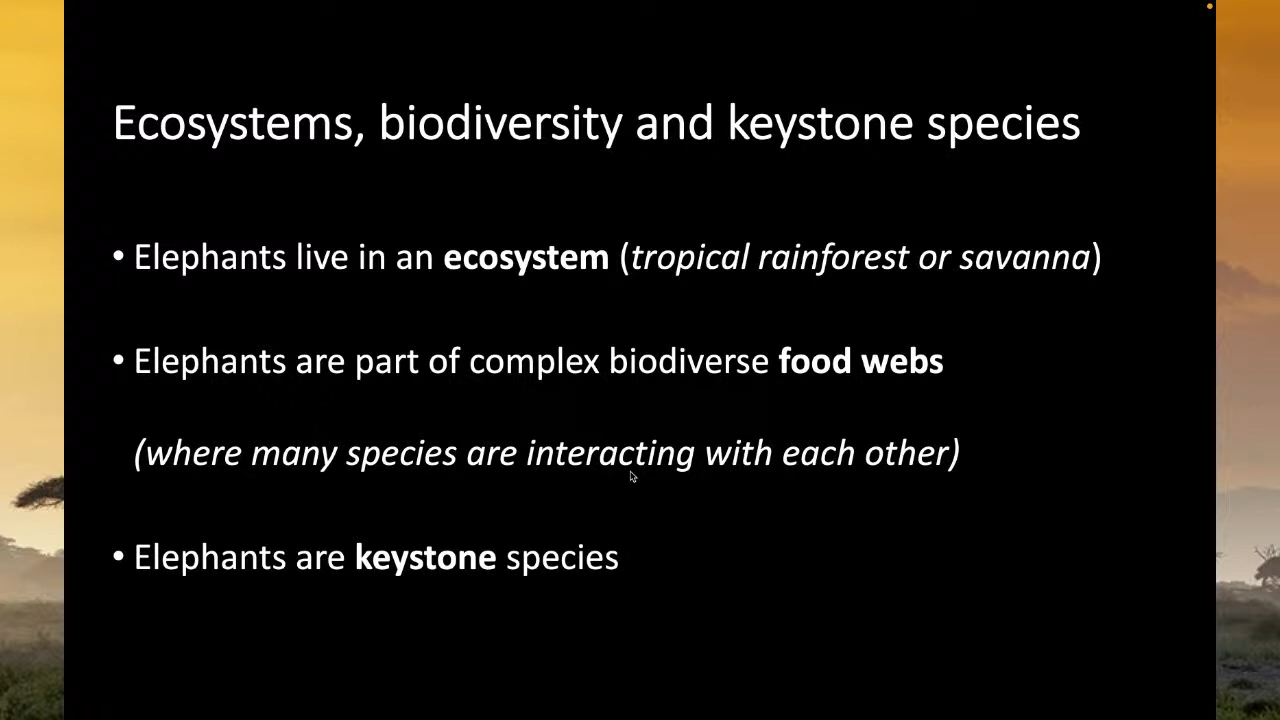 Ecosystems, biodiversity and keystone species
• Elephants live in an ecosystem (tropical rainforest or savanna)
• Elephants are part of complex biodiverse food webs
(where many species are interacting with each other)
• Elephants are keystone species